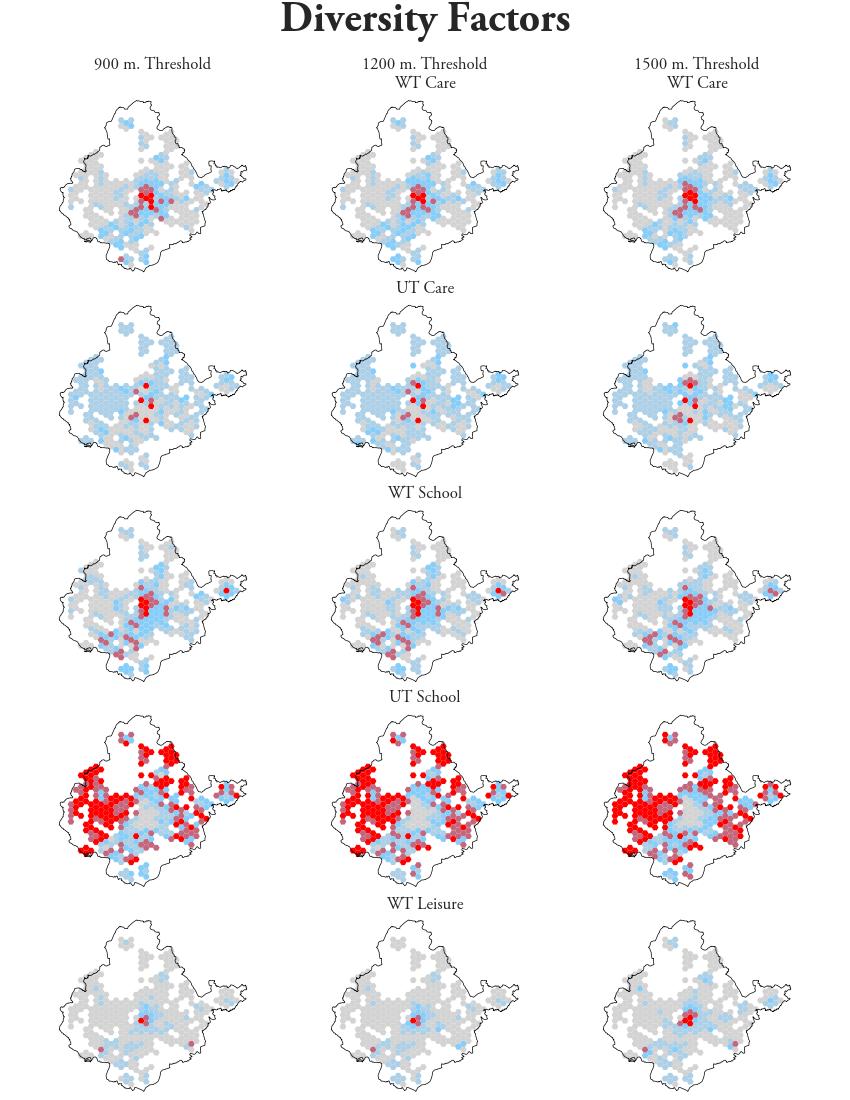 Diversity Factors
900 m. Threshold
1200 m. Threshold
1500 m. Threshold
WT Care
WT Care
UT Care
WT School
UT School
WT Leisure